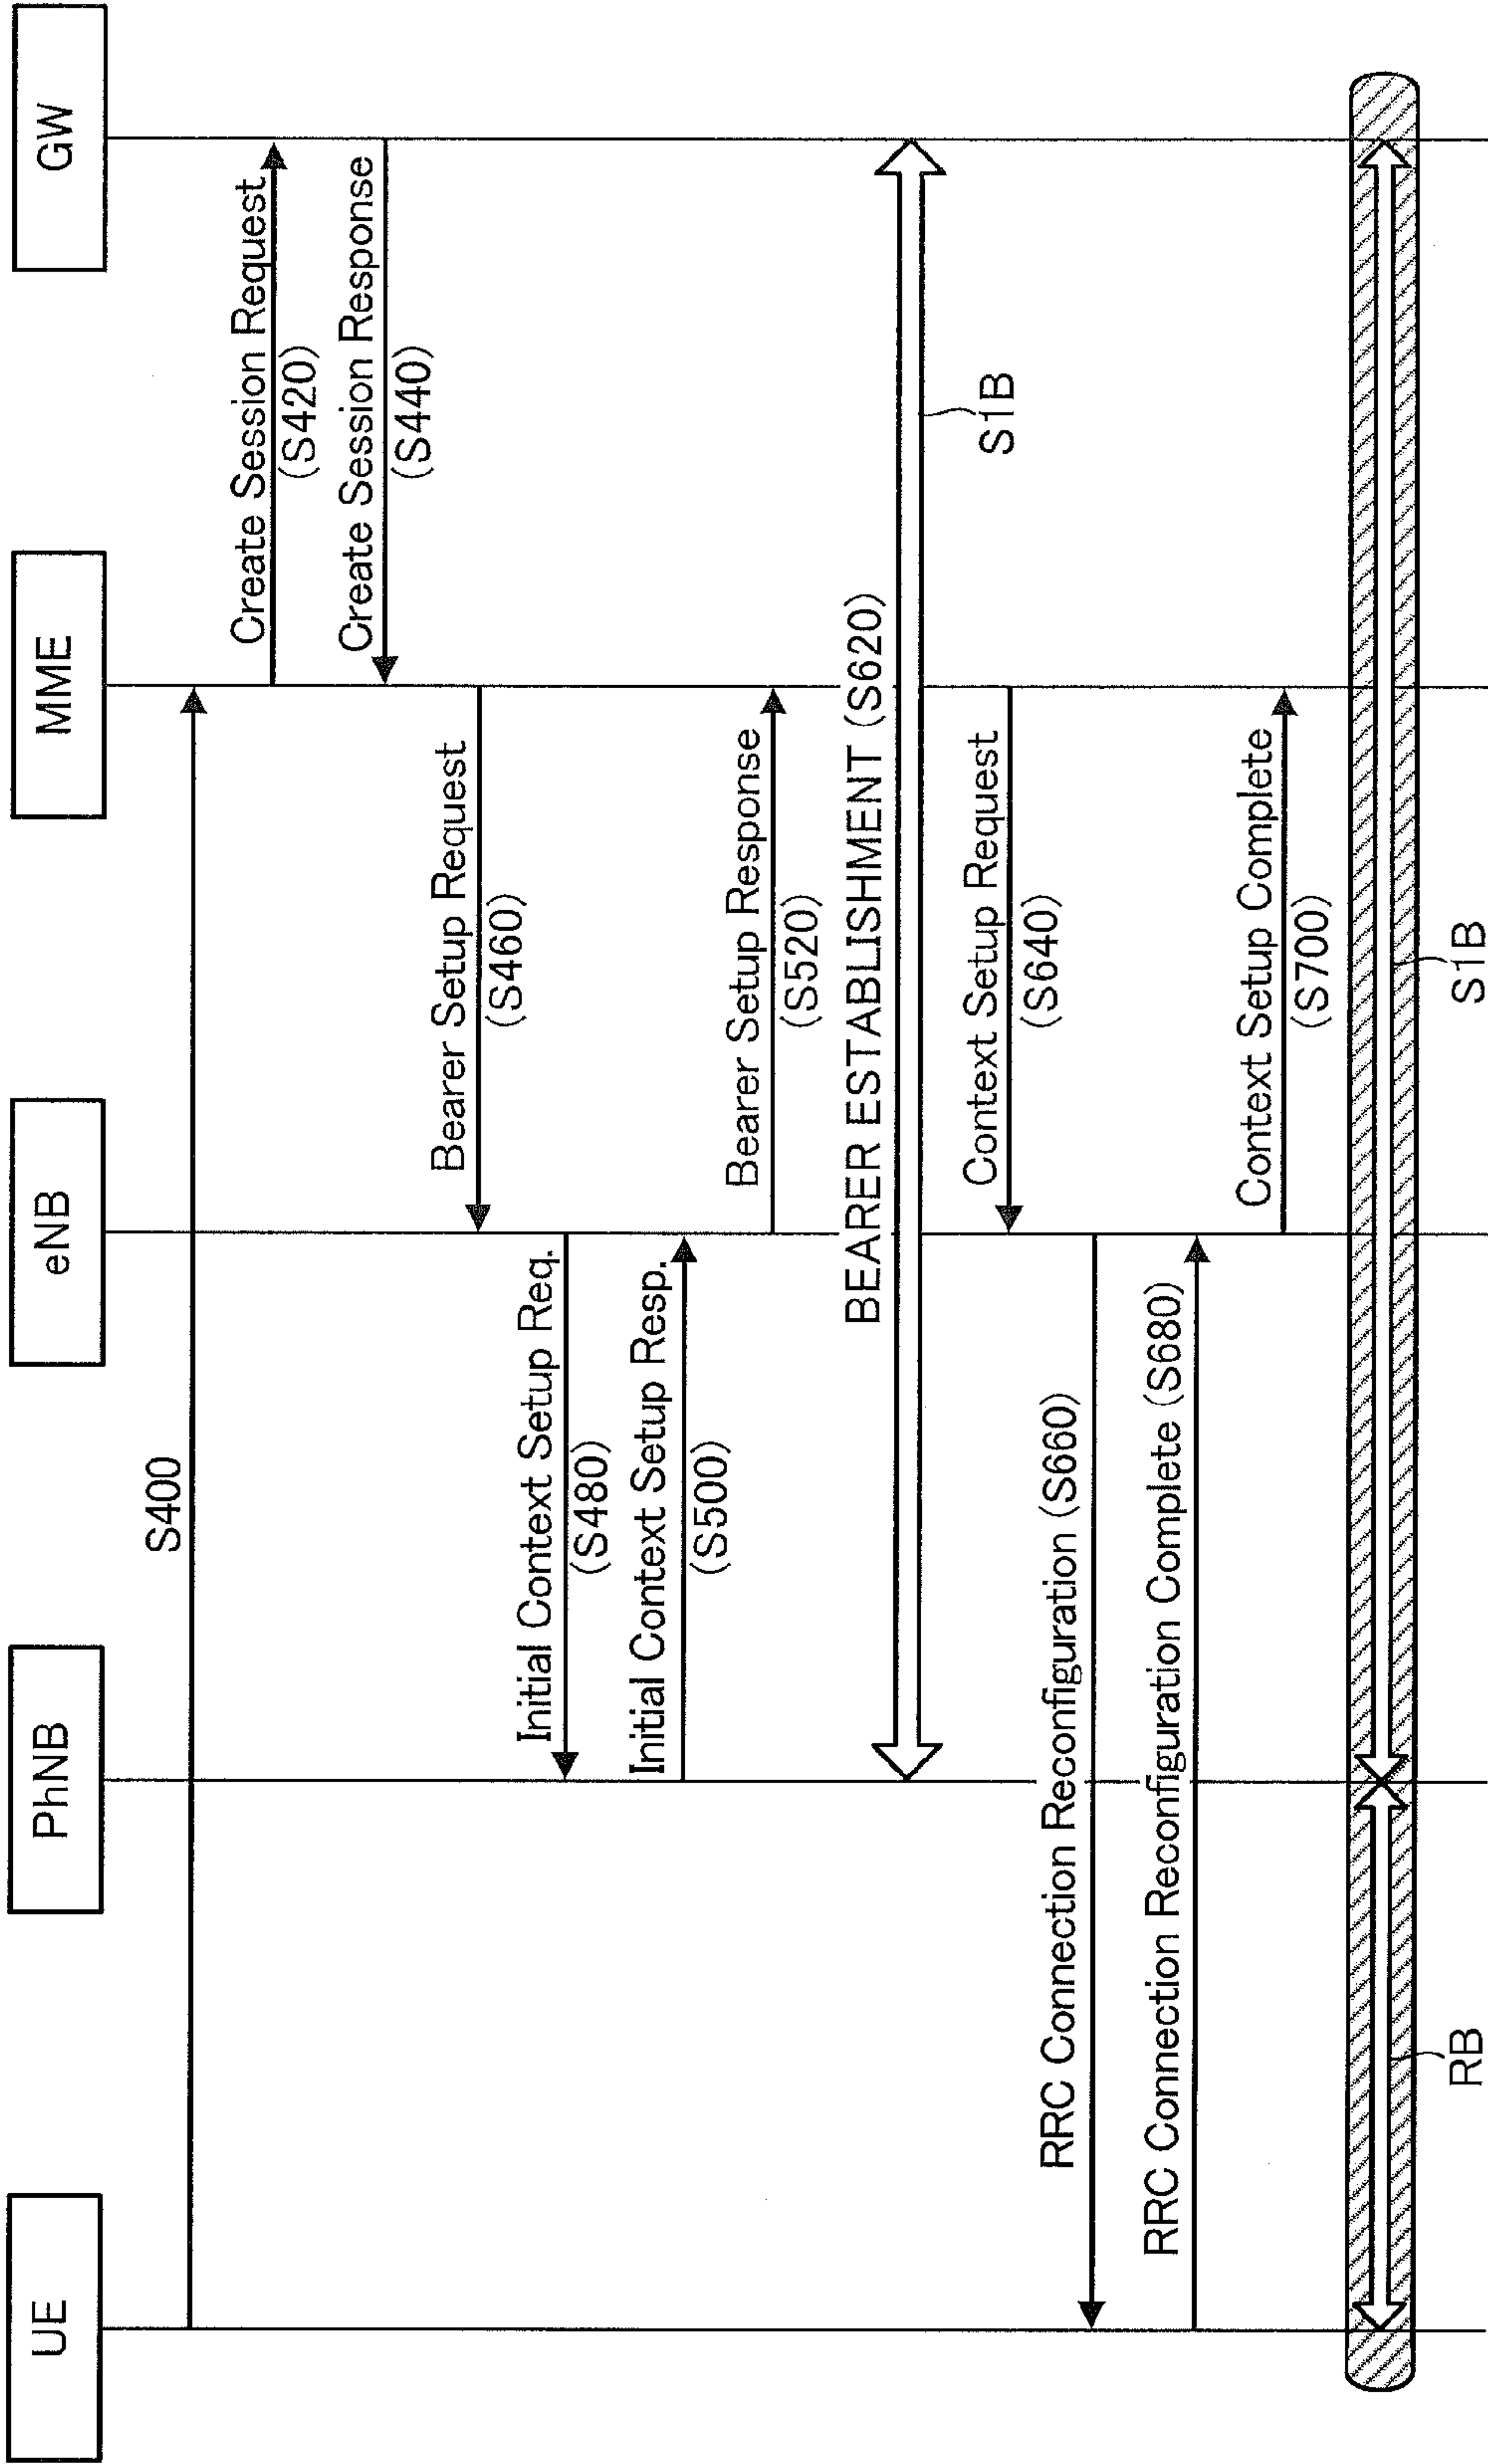 UE
PhNB
eNB
MME
GW
S400
Create Session Request
(S420)
Create Session Response
(S440)
Bearer Setup Request
(S460)
Initial Context Setup Req.
(S480)
Initial Context Setup Resp.
(S500)
Bearer Setup Response
(S520)
BEARER ESTABLISHMENT (S620)
S1B
Context Setup Request
(S640)
RRC Connection Reconfiguration (S660)
RRC Connection Reconfiguration Complete (S680)
Context Setup Complete
(S700)
RB
S1B